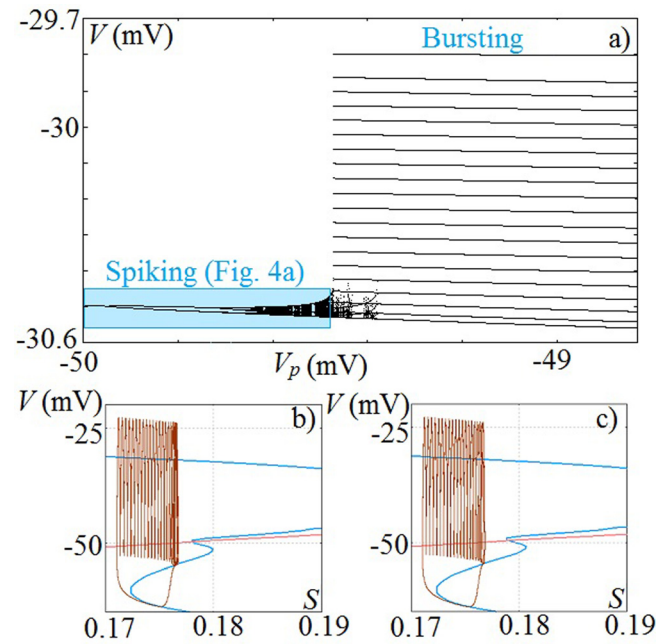 -29.7
V (mV)
Bursting
a)
-30
Spiking (Fig. 4a)
-30.6
-50
V_p (mV)
-49
V (mV)
b)
-25
-50
S
0.17
0.18
0.19
V (mV)
c)
-25
-50
S
0.17
0.18
0.19